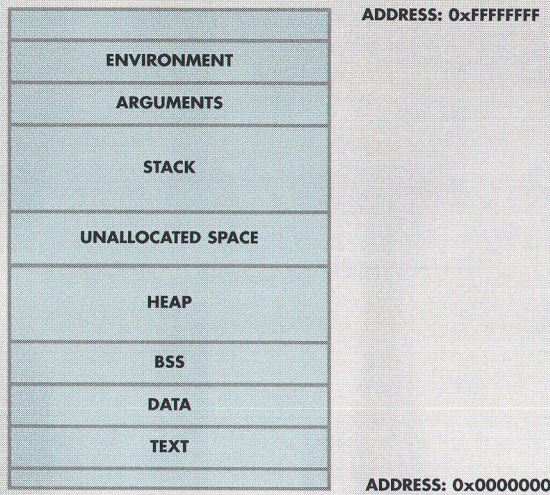 ADDRESS: 0xFFFFFFFF
ENVIRONMENT
ARGUMENTS
STACK
UNALLOCATED SPACE
HEAP
BSS
DATA
TEXT
ADDRESS: 0x0000000